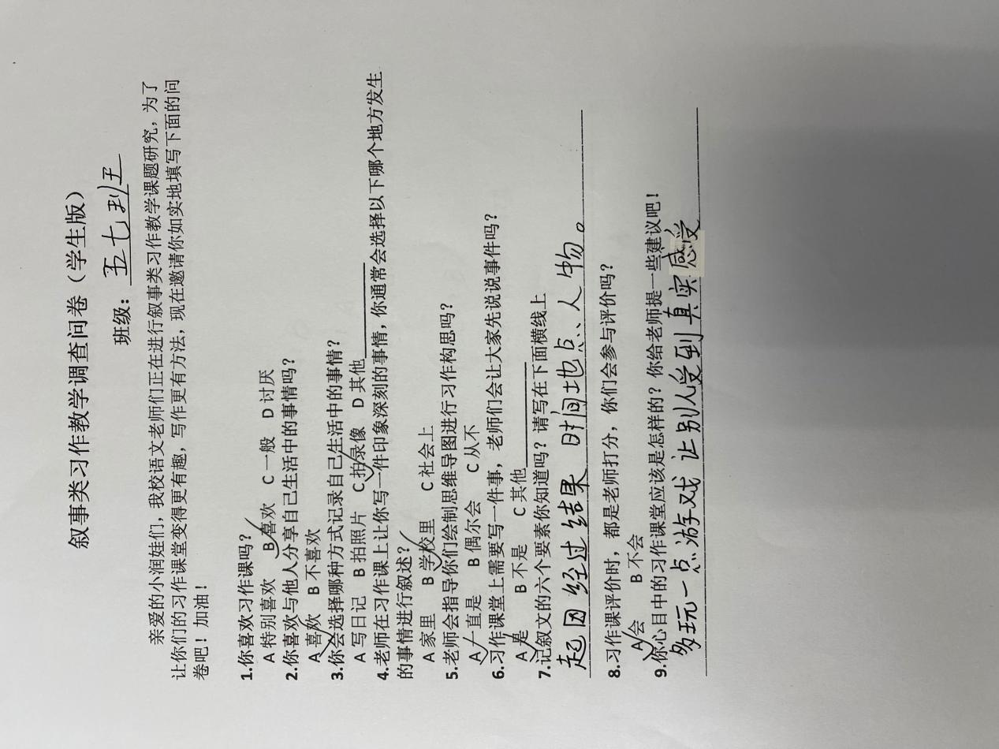 叙事类习作教学调查问卷（学生版）
班级：五七班
亲爱的小润娃们，我校语文老师们正在进行叙事类习作教学课题研究，为了
让你们的习作课堂变得更有趣，写作更有方法，现在邀请你如实地填写下面的问
卷吧！加油！
1.你喜欢习作课吗？
A 特别喜欢 B 喜欢 C 一般 D 讨厌
2.你喜欢与他人分享自己生活中的事情吗？
A 喜欢 B 不喜欢
3.你会选择哪种方式记录自己生活中的事情？
A 写日记 B 拍照片 C 拍录像 D 其他
4.老师在习作课上让你写一件印象深刻的事情，你通常会选择以下哪个地方发生
的事情进行叙述？
A 家里 B 学校里 C 社会上
5.老师会指导你们绘制思维导图进行习作构思吗？
A 一直是 B 偶尔会 C 从不
6.习作课堂上需要写一件事，老师们会让大家先说说事件吗？
A 是 B 不是 C 其他
7.记叙文的六个要素你知道吗？请写在下面横线上
起因 经过 结果 时间地点、人物。
8.习作课评价时，都是老师打分，你们会参与评价吗？
A 会 B 不会
9.你心目中的习作课堂应该是怎样的？你给老师提一些建议吧！
多玩一点游戏 让别人受到真实感受